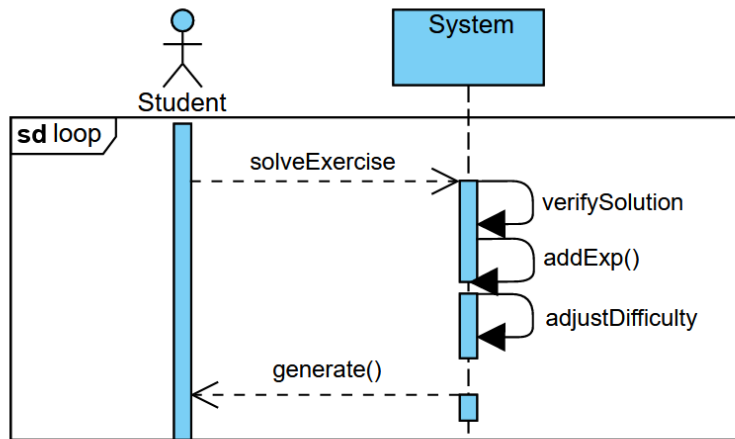 System
Student
sd loop
solveExercise
verifySolution
addExp()
adjustDifficulty
generate()